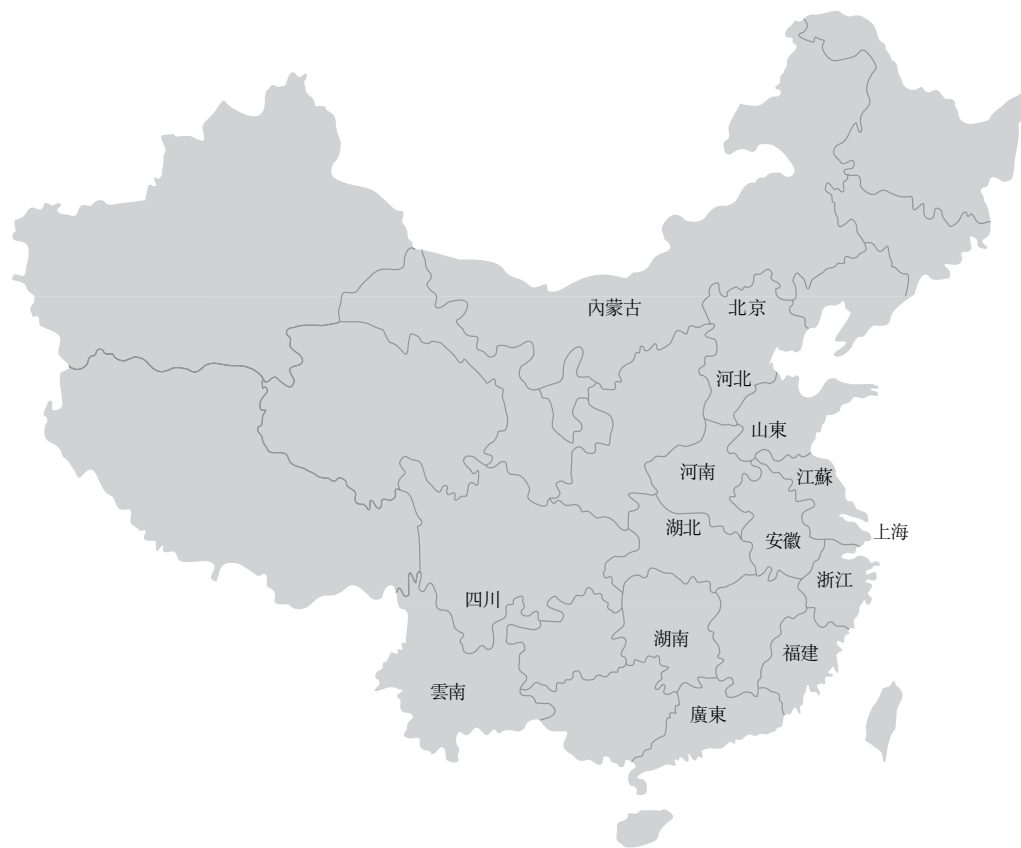 內蒙古
北京
河北
山東
河南
江蘇
湖北
上海
安徽
浙江
四川
湖南
福建
雲南
廣東